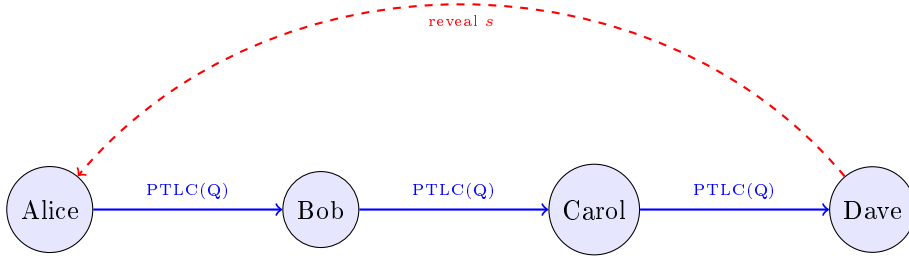 reveal s
PTLC(Q) PTLC(Q) PTLC(Q)
Alice Bob Carol Dave